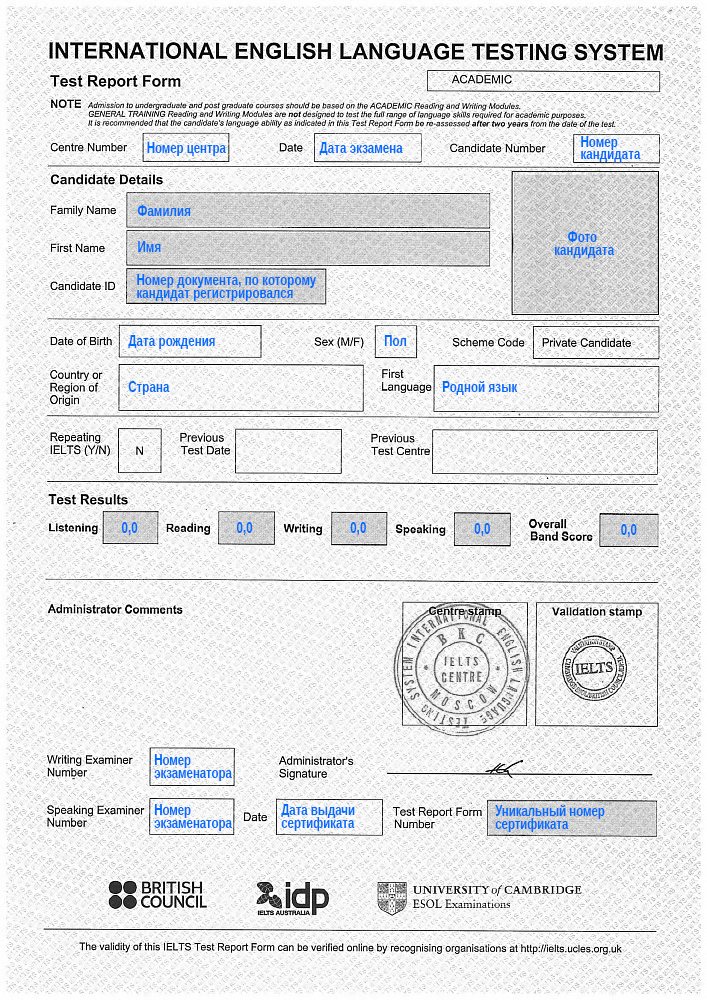 INTERNATIONAL ENGLISH LANGUAGE TESTING SYSTEM
Test Report Form
ACADEMIC
NOTE Admission to undergraduate and post graduate courses should be based on the ACADEMIC Reading and Writing Modules.
GENERAL TRAINING Reading and Writing Modules are not designed to test the full range of language skills required for academic purposes.
It is recommended that the candidate's language ability as indicated in this Test Report Form be re-assessed after two years from the date of the test.
Centre Number Номер центра Date Дата экзамена Candidate Number Номер
кандидата
Candidate Details
Family Name Фамилия
First Name Имя
Фото
кандидата
Candidate ID Номер документа, по которому
кандидат регистрировался
Date of Birth Дата рождения Sex (M/F) Пол Scheme Code Private Candidate
Country or
Region of
Origin
Страна
First
Language
Родной язык
Repeating
IELTS (Y/N)
N
Previous
Test Date
Previous
Test Centre
Test Results
Listening 0,0 Reading 0,0 Writing 0,0 Speaking 0,0 Overall
Band Score 0,0
Administrator Comments
Centre stamp
INTERNATIONAL ENGLISH LANGUAGE TESTING SYSTEM
BKC
IELTS
CENTRE
MOSCOW
Validation stamp
IELTS
Writing Examiner
Number
Номер
экзаменатора
Administrator's
Signature
Speaking Examiner
Number
Номер
экзаменатора
Date
Дата выдачи
сертификата
Test Report Form
Number
Уникальный номер
сертификата
BRITISH
COUNCIL
idp
IELTS AUSTRALIA
UNIVERSITY of CAMBRIDGE
ESOL Examinations
The validity of this IELTS Test Report Form can be verified online by recognising organisations at http://ielts.ucles.org.uk